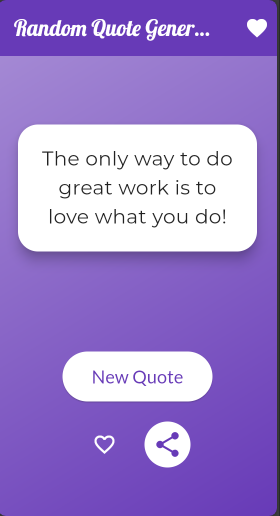 Random Quote Gener...
The only way to do
great work is to
love what you do!
New Quote